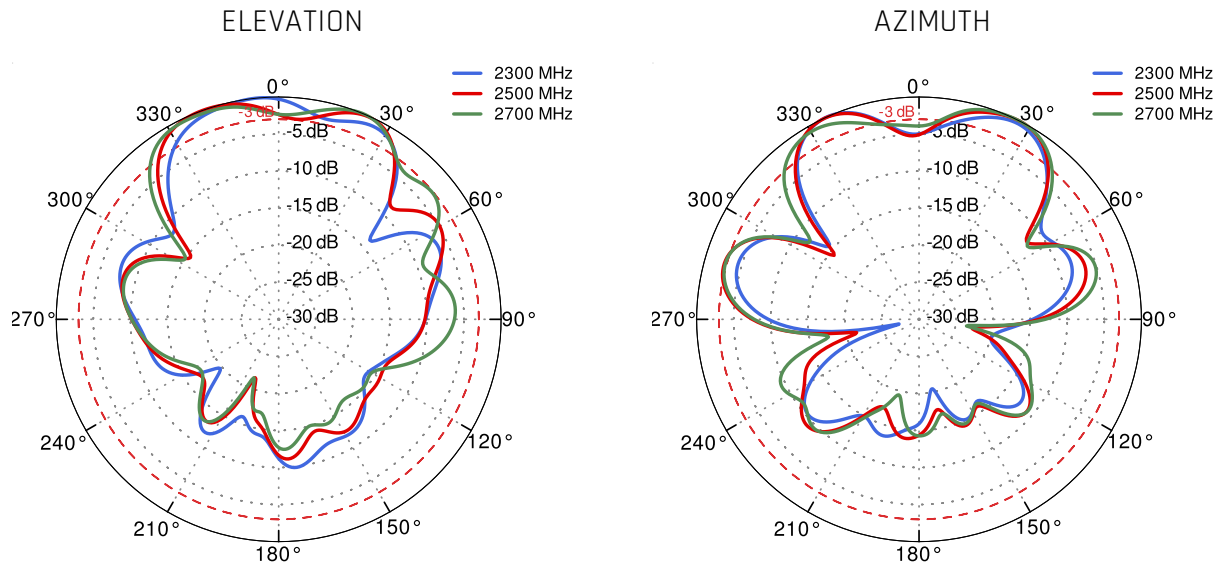 ELEVATION
2300 MHz
2500 MHz
2700 MHz
0°
30°
60°
90°
120°
150°
180°
210°
240°
270°
300°
330°
-3 dB
-5 dB
-10 dB
-15 dB
-20 dB
-25 dB
-30 dB
AZIMUTH
2300 MHz
2500 MHz
2700 MHz
0°
30°
60°
90°
120°
150°
180°
210°
240°
270°
300°
330°
-3 dB
-5 dB
-10 dB
-15 dB
-20 dB
-25 dB
-30 dB